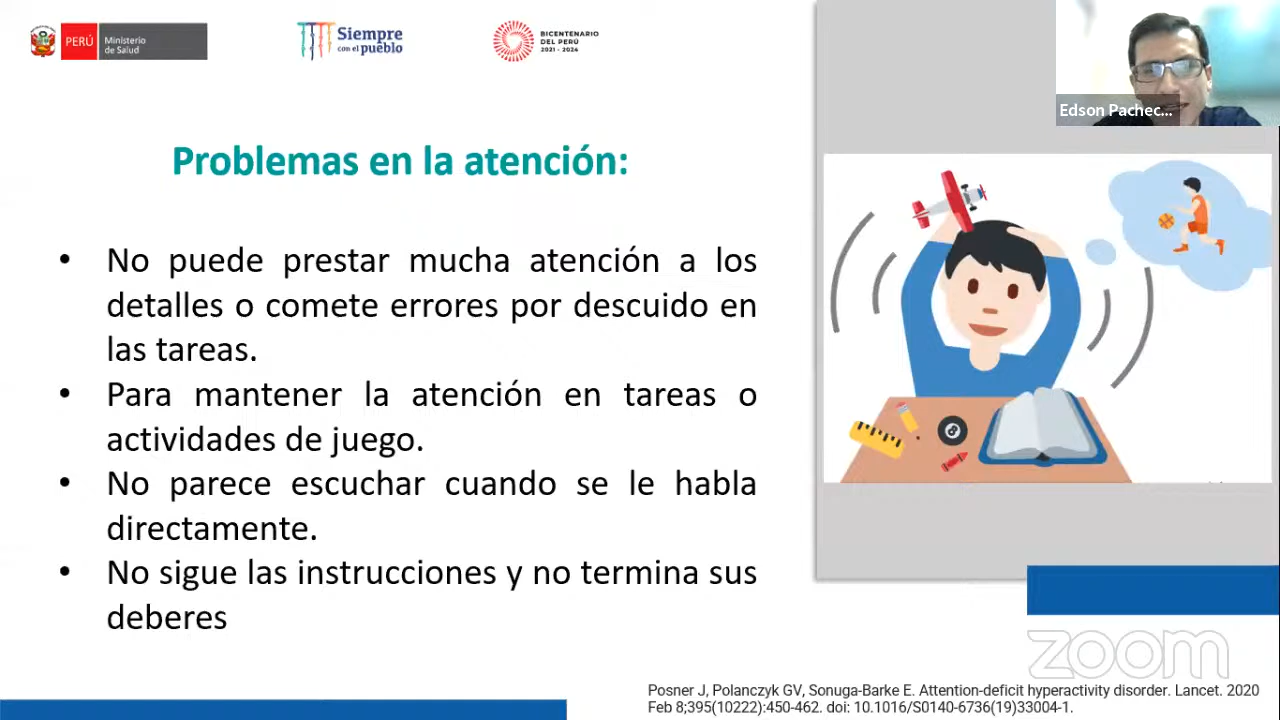 PERÚ
Ministerio
de Salud
Siempre
con el pueblo
BICENTENARIO
DEL PERÚ
2021 - 2024
Edson Pachec...
Problemas en la atención:
• No puede prestar mucha atención a los
detalles o comete errores por descuido en
las tareas.
• Para mantener la atención en tareas o
actividades de juego.
• No parece escuchar cuando se le habla
directamente.
• No sigue las instrucciones y no termina sus
deberes
8
zoom
Posner J, Polanczyk GV, Sonuga-Barke E. Attention-deficit hyperactivity disorder. Lancet. 2020
Feb 8;395(10222):450-462. doi: 10.1016/S0140-6736(19)33004-1.